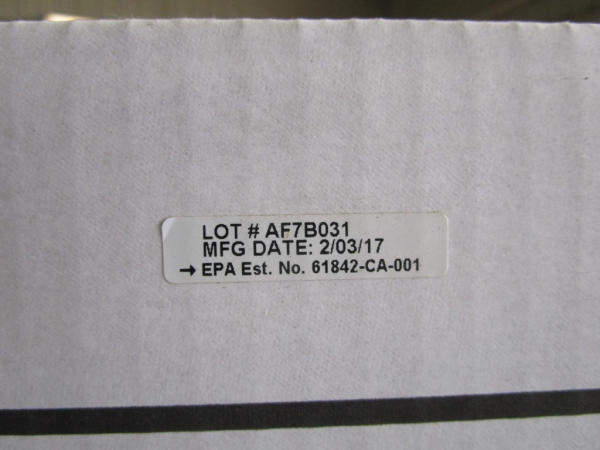 LOT # AF7B031
MFG DATE: 2/03/17
→ EPA Est. No. 61842-CA-001